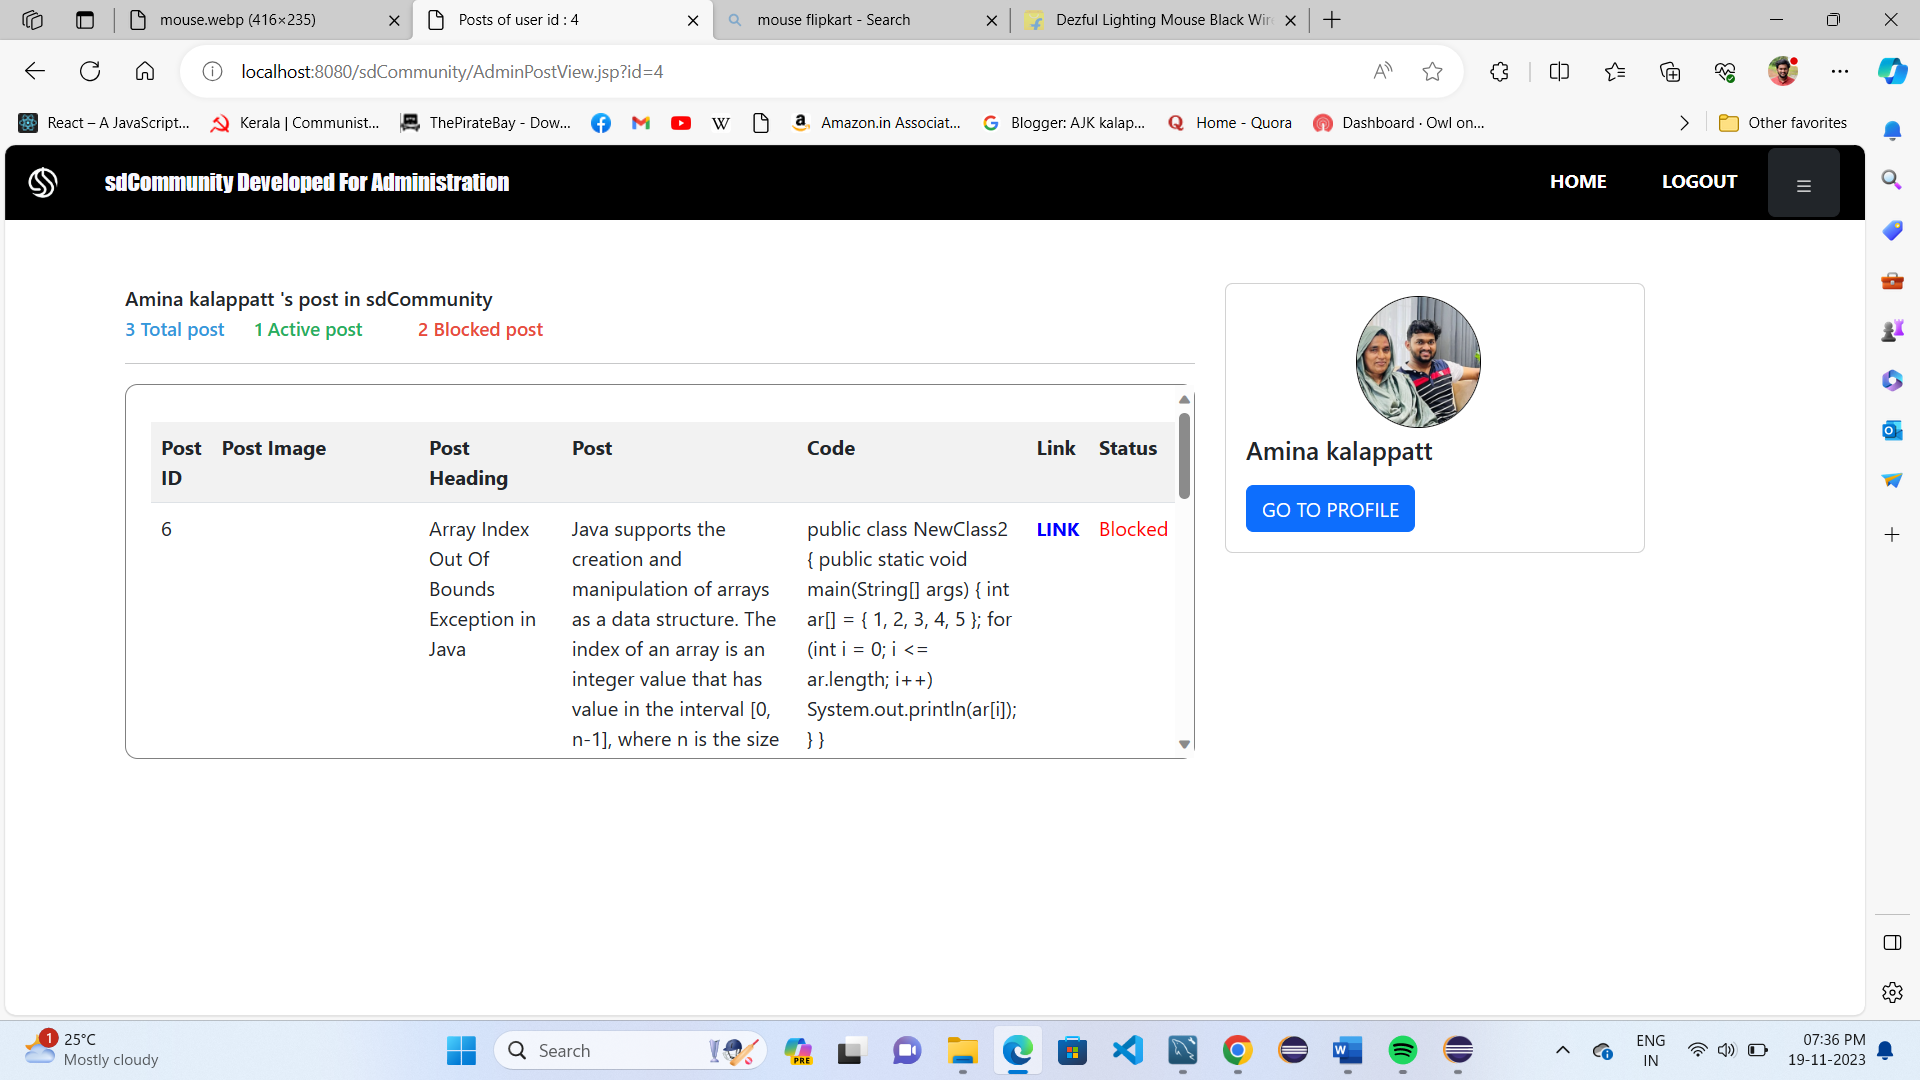 mouse.webp (416×235)
Posts of user id : 4
mouse flipkart - Search
Dezful Lighting Mouse Black Wir
localhost:8080/sdCommunity/AdminPostView.jsp?id=4
React – A JavaScript...
Kerala | Communist...
ThePirateBay - Dow...
Amazon.in Associat...
Blogger: AJK kalap...
Home - Quora
Dashboard · Owl on...
Other favorites
sdCommunity Developed For Administration
HOME
LOGOUT
Amina kalappatt 's post in sdCommunity
3 Total post
1 Active post
2 Blocked post
Post ID
Post Image
Post Heading
Post
Code
Link
Status
6
Array Index
Out Of
Bounds
Exception in
Java
Java supports the
creation and
manipulation of arrays
as a data structure. The
index of an array is an
integer value that has
value in the interval [0,
n-1], where n is the size
public class NewClass2
{ public static void
main(String[] args) { int
ar[] = { 1, 2, 3, 4, 5 }; for
(int i = 0; i <=
ar.length; i++)
System.out.println(ar[i]);
} }
LINK
Blocked
Amina kalappatt
GO TO PROFILE
1
25°C
Mostly cloudy
Search
PRE
ENG
IN
07:36 PM
19-11-2023